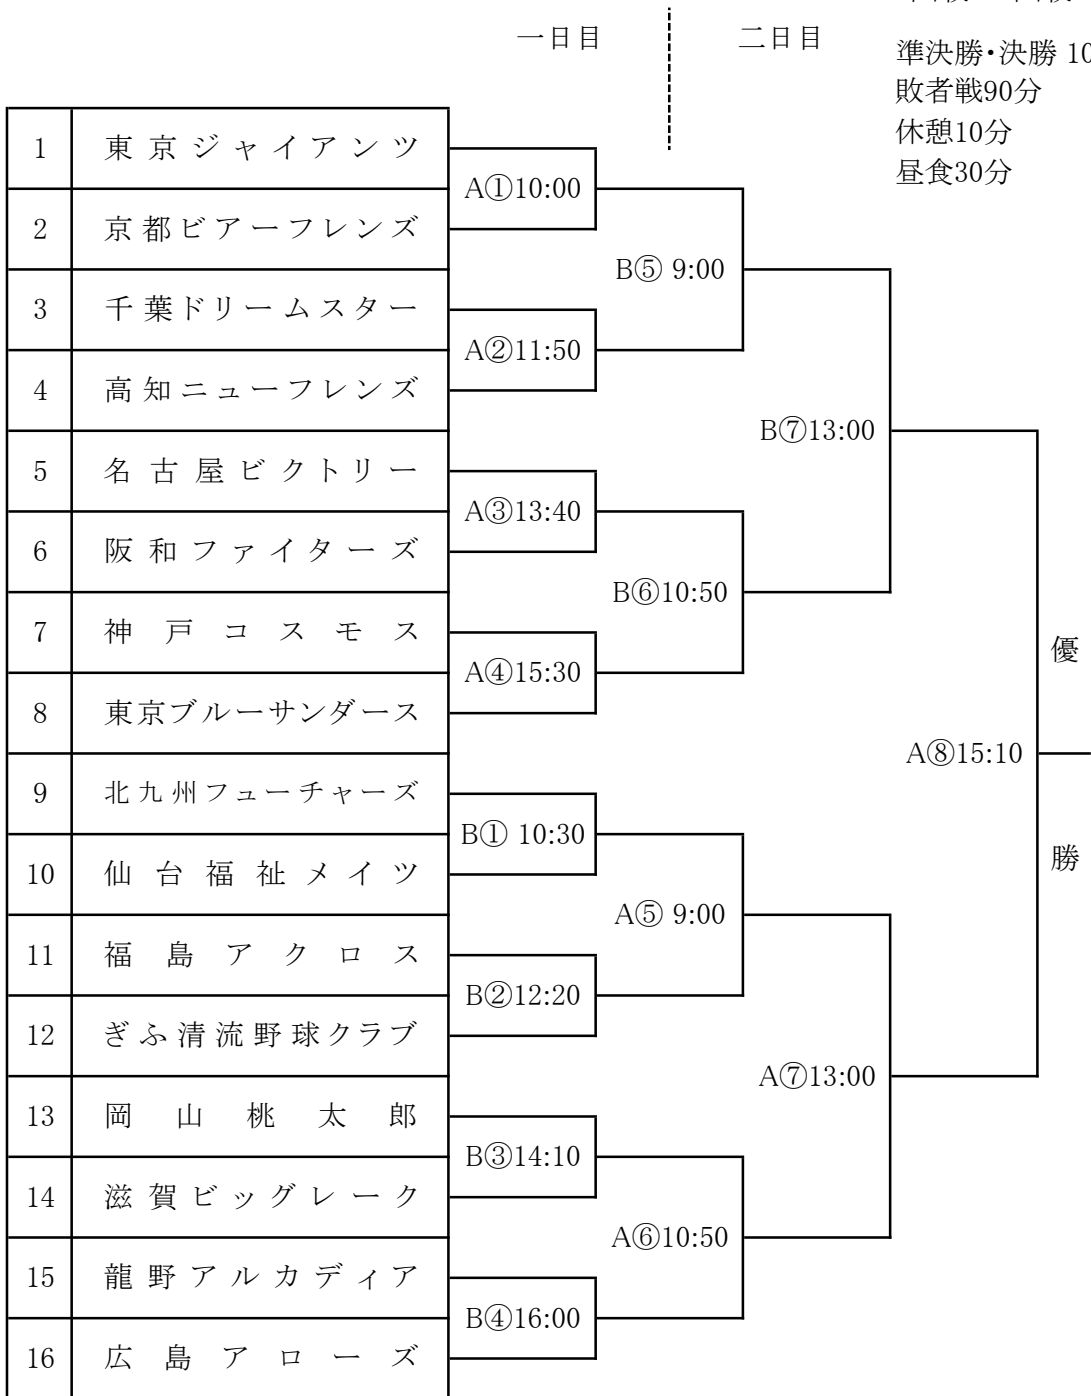 一日目
二日目
準決勝・決勝 10
敗者戦90分
休憩10分
昼食30分
1 東京ジャイアンツ
A①10:00
2 京都ビアーフレンズ
B⑤ 9:00
3 千葉ドリームスター
A②11:50
4 高知ニューフレンズ
B⑦13:00
5 名古屋ビクトリー
A③13:40
6 阪和ファイターズ
B⑥10:50
7 神戸コスモス
優
A④15:30
8 東京ブルーサンダース
A⑧15:10
9 北九州フューチャーズ
B① 10:30
勝
10 仙台福祉メイツ
A⑤ 9:00
11 福島アクロス
B②12:20
12 ぎふ清流野球クラブ
A⑦13:00
13 岡山桃太郎
B③14:10
14 滋賀ビッグレーク
A⑥10:50
15 龍野アルカディア
B④16:00
16 広島アローズ